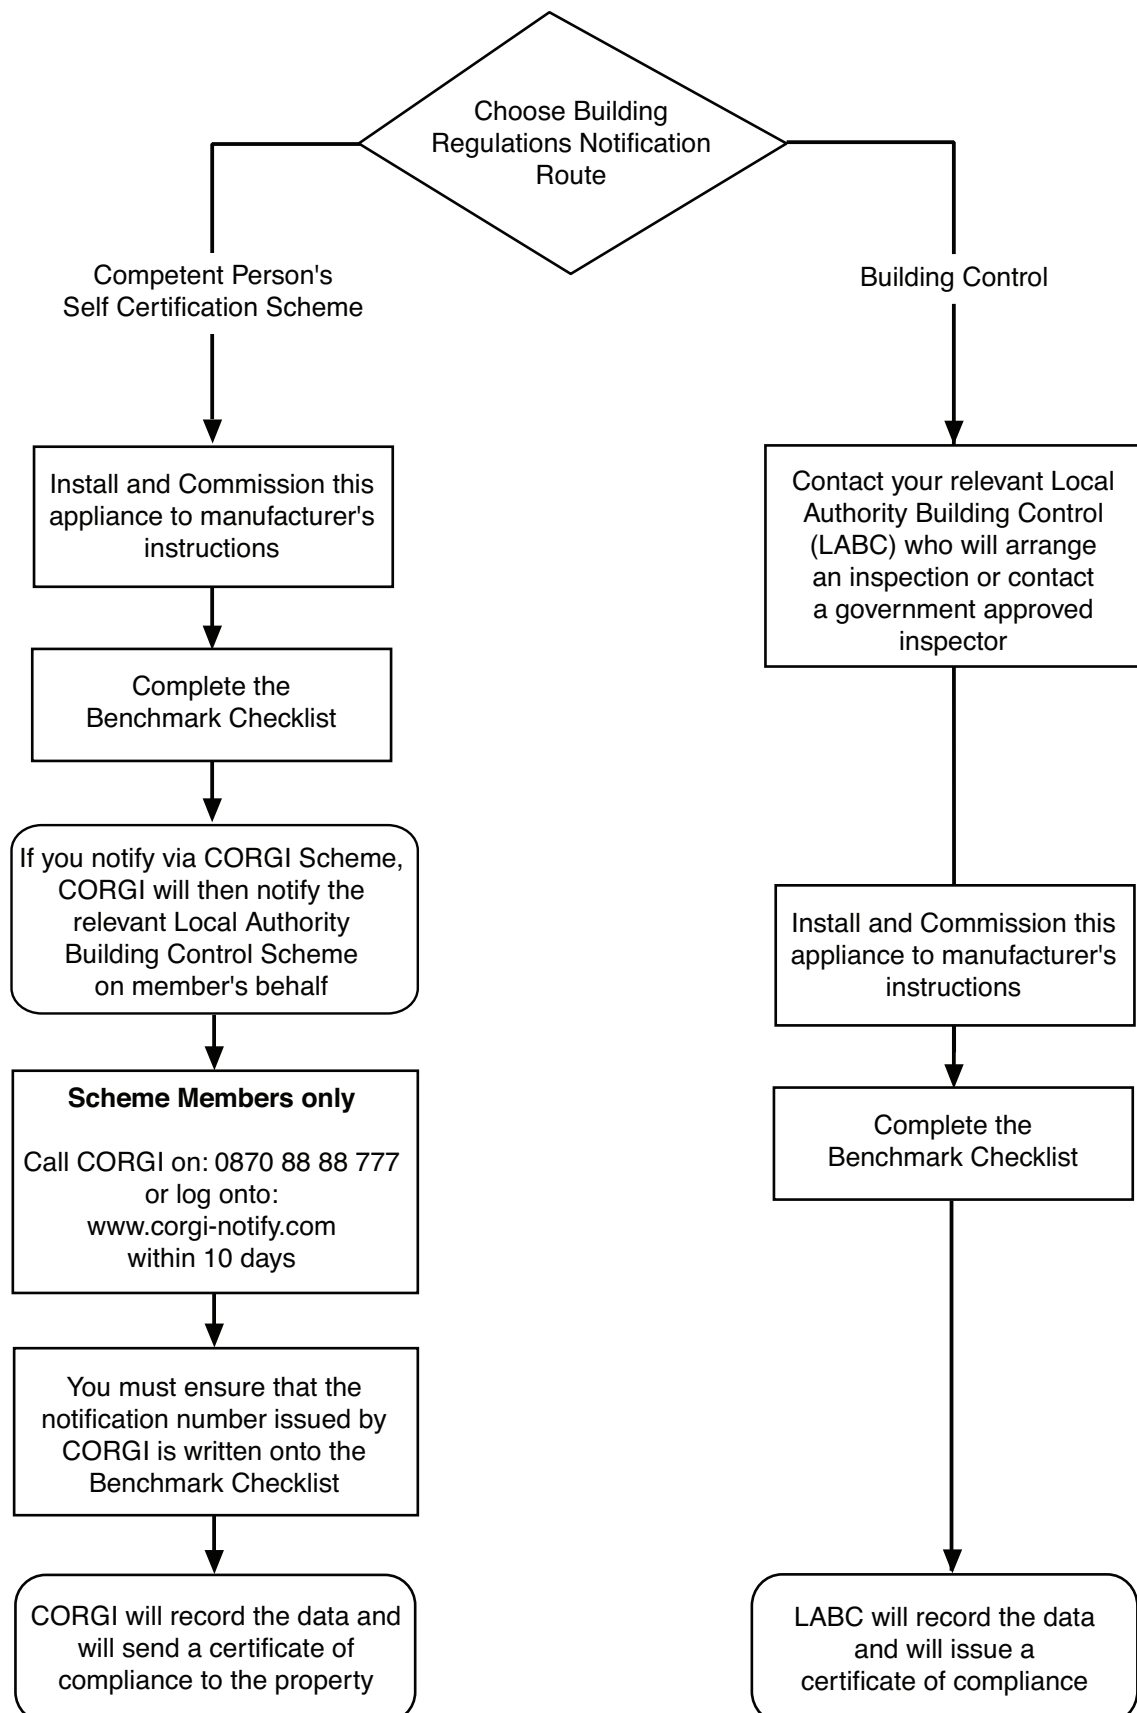 Choose Building
Regulations Notification
Route
Competent Person's
Self Certification Scheme
Building Control
Install and Commission this
appliance to manufacturer's
instructions
Complete the
Benchmark Checklist
If you notify via CORGI Scheme,
CORGI will then notify the
relevant Local Authority
Building Control Scheme
on member's behalf
Scheme Members only
Call CORGI on: 0870 88 88 777
or log onto:
www.corgi-notify.com
within 10 days
You must ensure that the
notification number issued by
CORGI is written onto the
Benchmark Checklist
CORGI will record the data and
will send a certificate of
compliance to the property
Contact your relevant Local
Authority Building Control
(LABC) who will arrange
an inspection or contact
a government approved
inspector
Install and Commission this
appliance to manufacturer's
instructions
Complete the
Benchmark Checklist
LABC will record the data
and will issue a
certificate of compliance